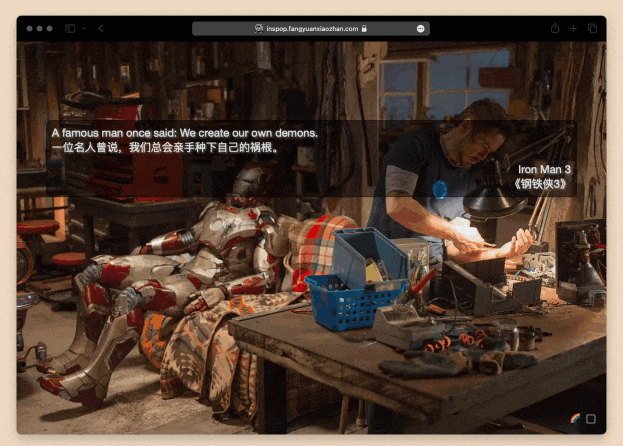 inspop.fangyuanxiaozhan.com
A famous man once said: We create our own demons.
一位名人曾说，我们总会亲手种下自己的祸根。
Iron Man 3
《钢铁侠3》